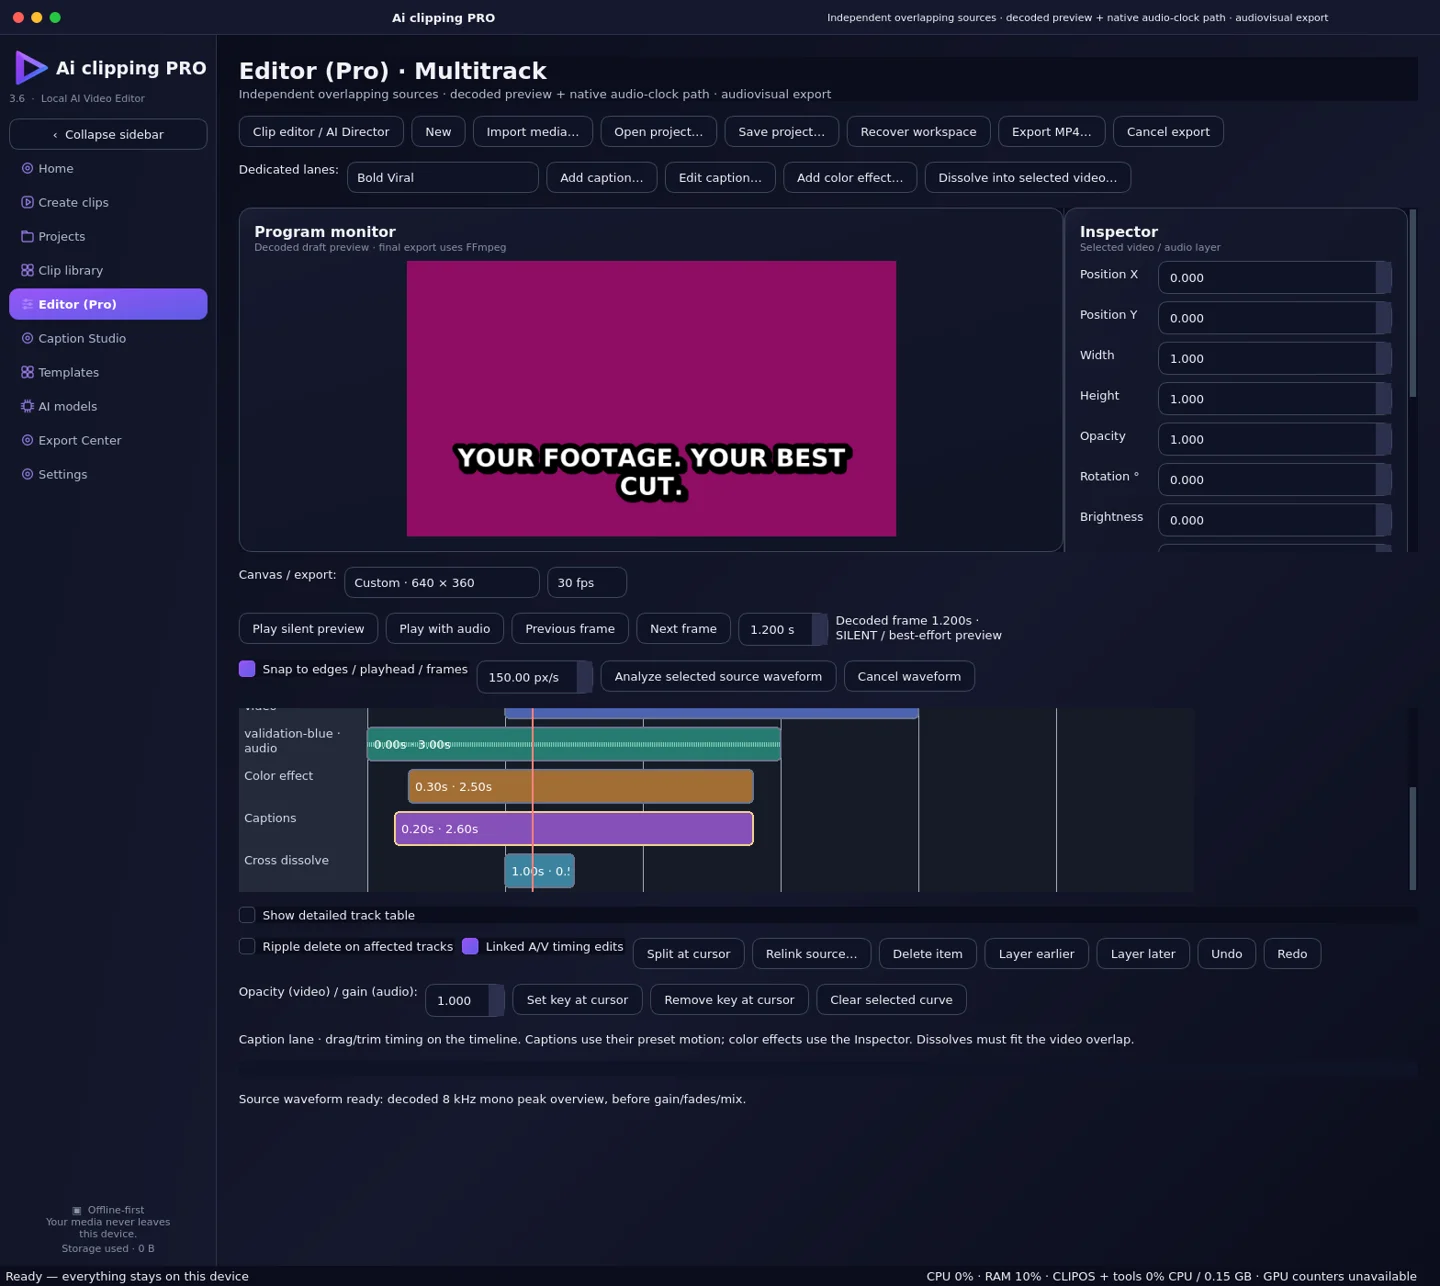 Ai clipping PRO
Independent overlapping sources · decoded preview + native audio-clock path · audiovisual export
Ai clipping PRO
3.6 · Local AI Video Editor
‹ Collapse sidebar
Home
Create clips
Projects
Clip library
Editor (Pro)
Caption Studio
Templates
AI models
Export Center
Settings
Offline-first
Your media never leaves
this device.
Storage used · 0 B
Editor (Pro) · Multitrack
Independent overlapping sources · decoded preview + native audio-clock path · audiovisual export
Clip editor / AI Director
New
Import media…
Open project…
Save project…
Recover workspace
Export MP4…
Cancel export
Dedicated lanes:
Bold Viral
Add caption…
Edit caption…
Add color effect…
Dissolve into selected video…
Program monitor
Decoded draft preview · final export uses FFmpeg
YOUR FOOTAGE. YOUR BEST
CUT.
Inspector
Selected video / audio layer
Position X
0.000
Position Y
0.000
Width
1.000
Height
1.000
Opacity
1.000
Rotation °
0.000
Brightness
0.000
Canvas / export:
Custom · 640 × 360
30 fps
Play silent preview
Play with audio
Previous frame
Next frame
1.200 s
Decoded frame 1.200s ·
SILENT / best-effort preview
Snap to edges / playhead / frames
150.00 px/s
Analyze selected source waveform
Cancel waveform
video
validation-blue ·
audio
0.00s · 3.00s
Color effect
0.30s · 2.50s
Captions
0.20s · 2.60s
Cross dissolve
1.00s · 0.
Show detailed track table
Ripple delete on affected tracks
Linked A/V timing edits
Split at cursor
Relink source…
Delete item
Layer earlier
Layer later
Undo
Redo
Opacity (video) / gain (audio):
1.000
Set key at cursor
Remove key at cursor
Clear selected curve
Caption lane · drag/trim timing on the timeline. Captions use their preset motion; color effects use the Inspector. Dissolves must fit the video overlap.
Source waveform ready: decoded 8 kHz mono peak overview, before gain/fades/mix.
Ready — everything stays on this device
CPU 0% · RAM 10% · CLIPOS + tools 0% CPU / 0.15 GB · GPU counters unavailable